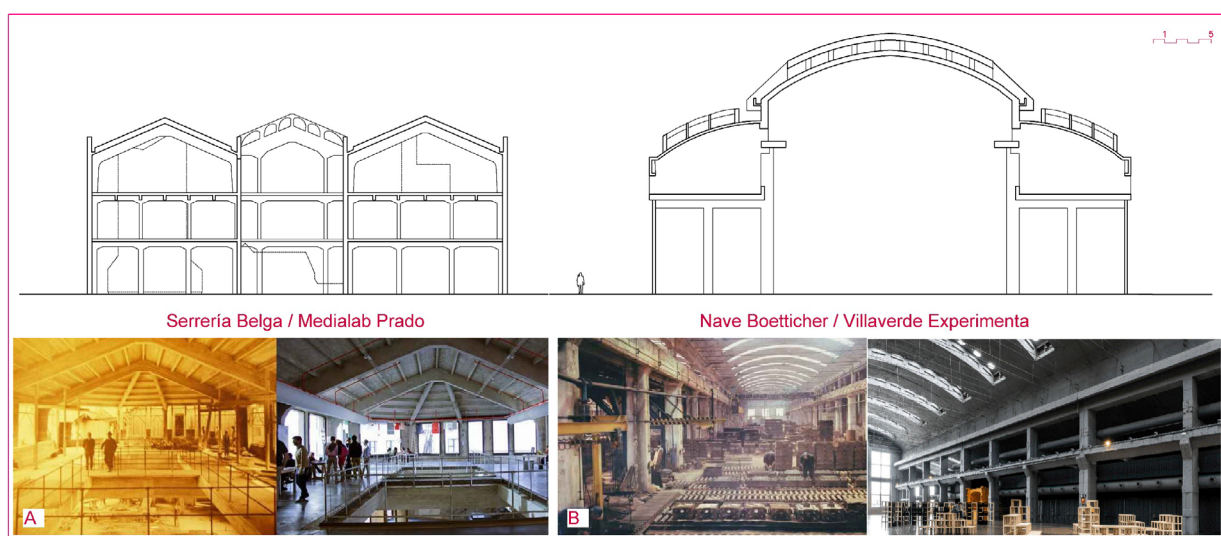 1 5
Serrería Belga / Medialab Prado
Nave Boetticher / Villaverde Experimenta
A
B